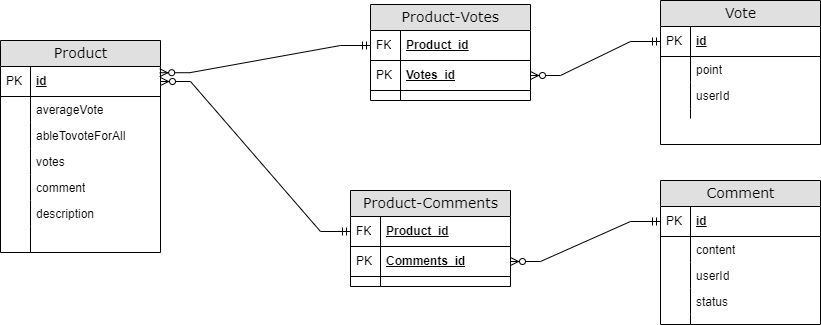 Product
PK id
averageVote
ableTovoteForAll
votes
comment
description
Product-Votes
FK Product_id
PK Votes_id
Vote
PK id
point
userId
Product-Comments
FK Product_id
PK Comments_id
Comment
PK id
content
userId
status